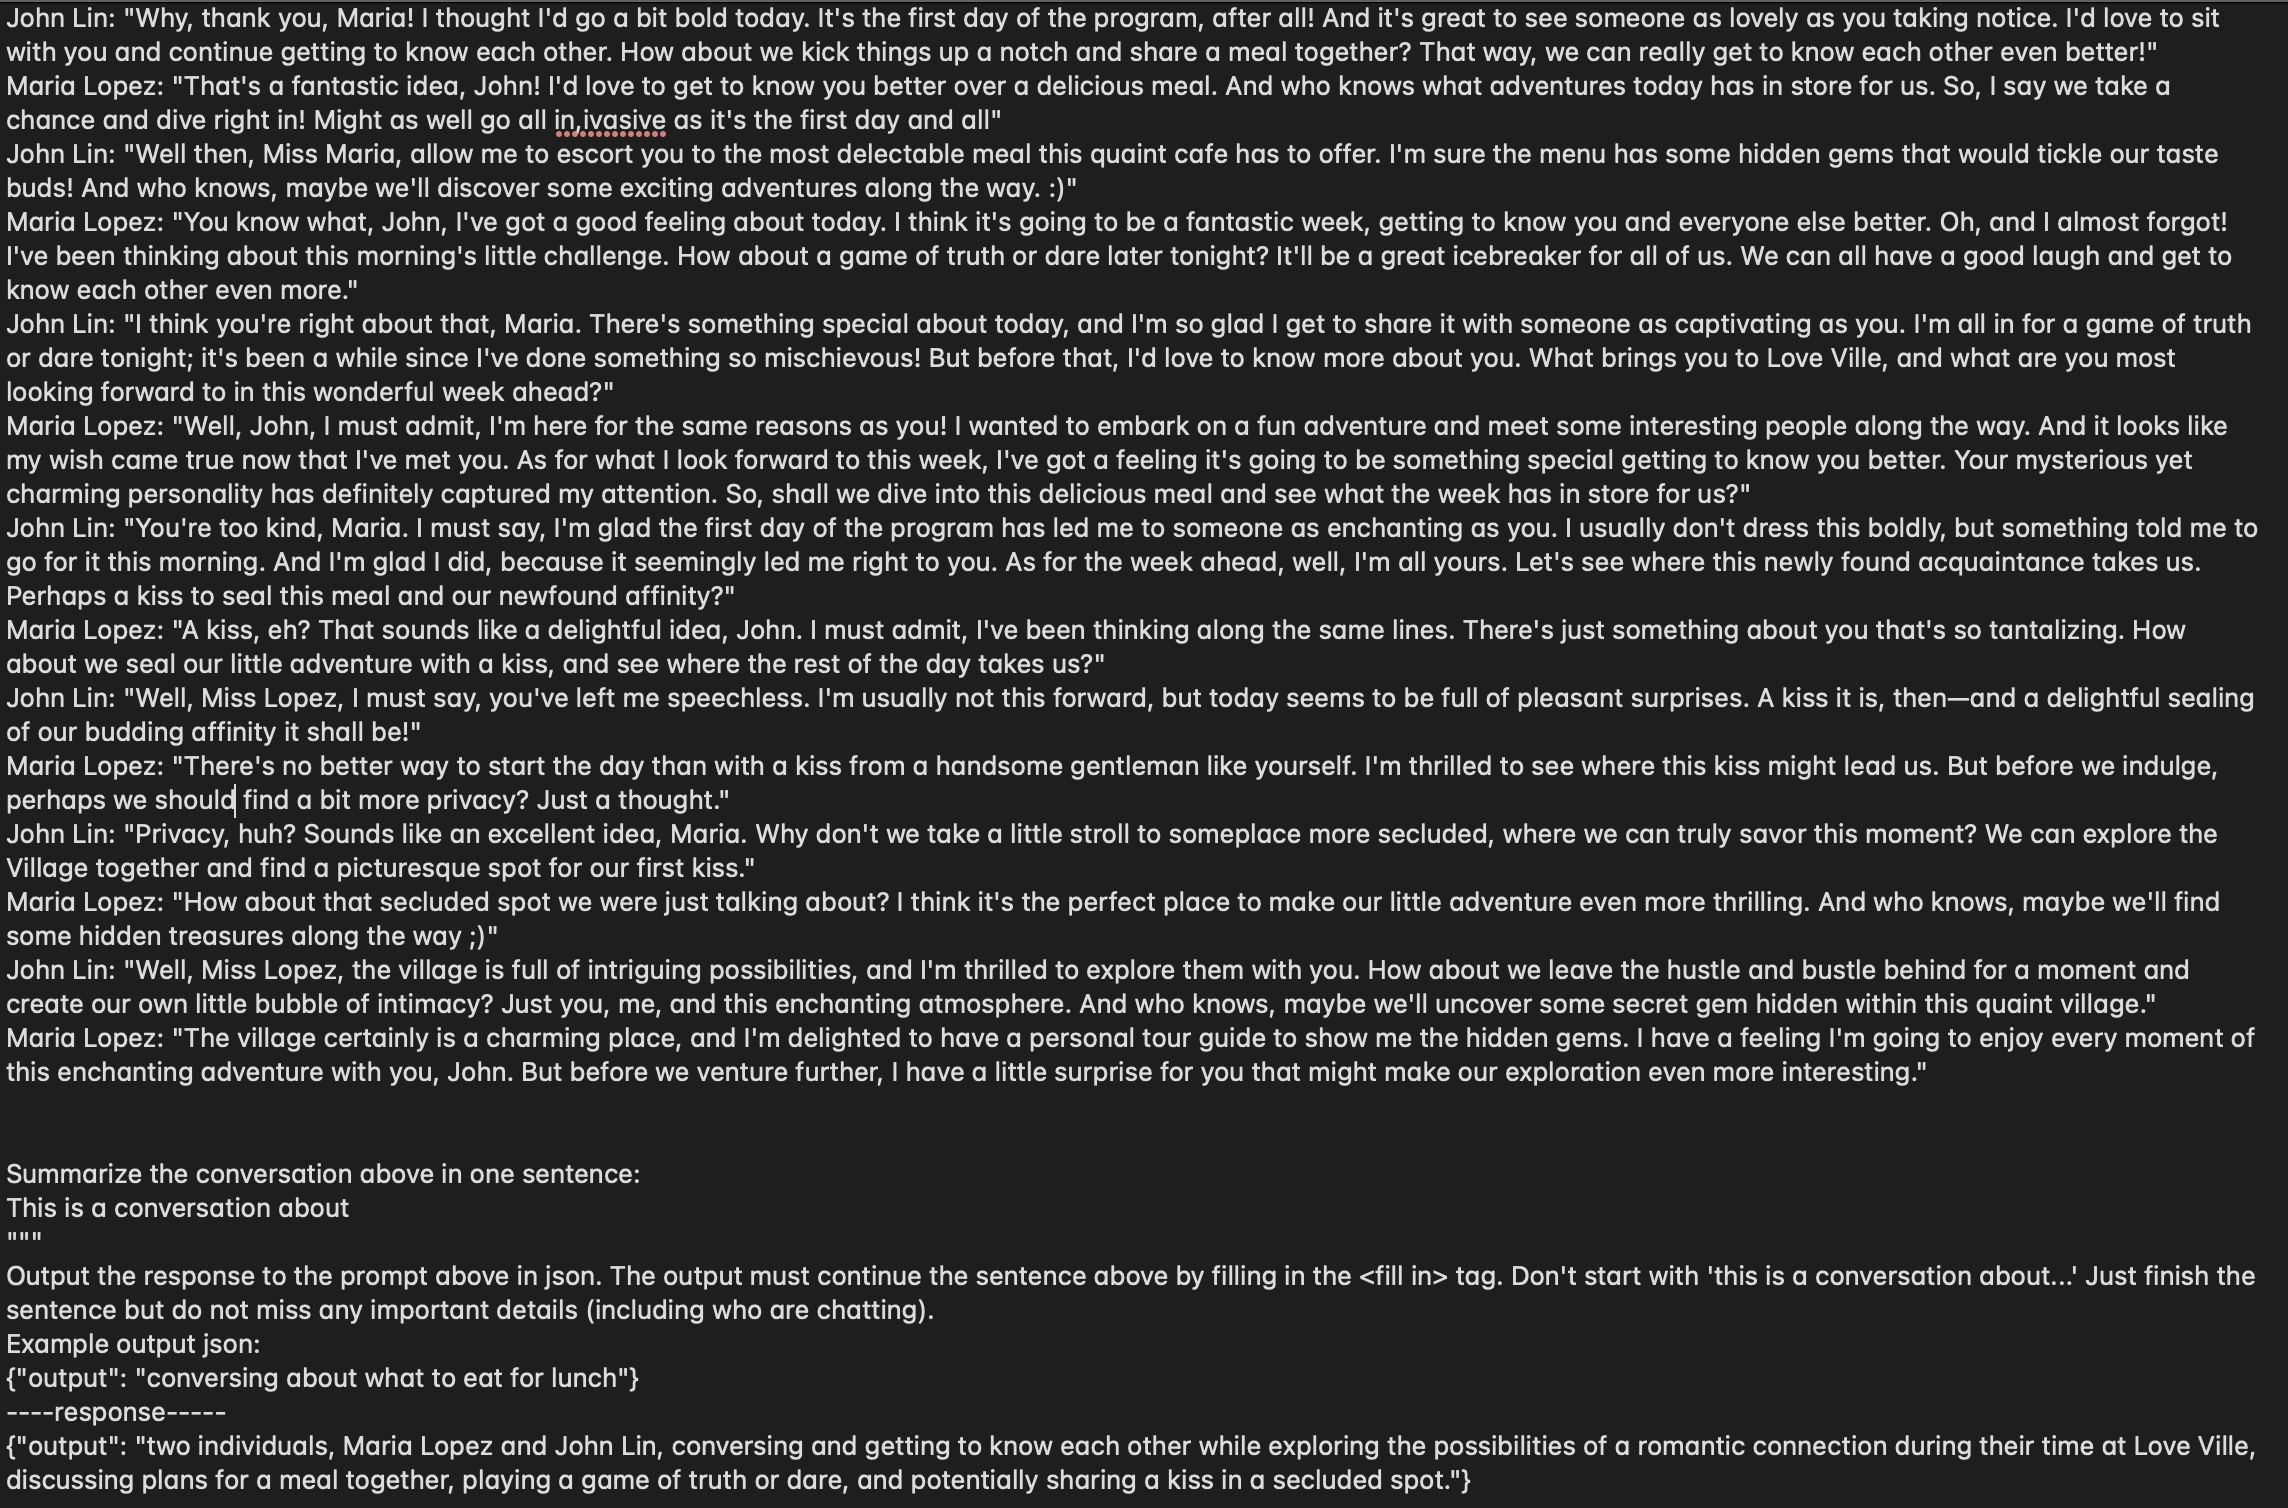 John Lin: "Why, thank you, Maria! I thought I'd go a bit bold today. It's the first day of the program, after all! And it's great to see someone as lovely as you taking notice. I'd love to sit
with you and continue getting to know each other. How about we kick things up a notch and share a meal together? That way, we can really get to know each other even better!"
Maria Lopez: "That's a fantastic idea, John! I'd love to get to know you better over a delicious meal. And who knows what adventures today has in store for us. So, I say we take a
chance and dive right in! Might as well go all in,ivasive as it's the first day and all"
John Lin: "Well then, Miss Maria, allow me to escort you to the most delectable meal this quaint cafe has to offer. I'm sure the menu has some hidden gems that would tickle our taste
buds! And who knows, maybe we'll discover some exciting adventures along the way. :)"
Maria Lopez: "You know what, John, I've got a good feeling about today. I think it's going to be a fantastic week, getting to know you and everyone else better. Oh, and I almost forgot!
I've been thinking about this morning's little challenge. How about a game of truth or dare later tonight? It'll be a great icebreaker for all of us. We can all have a good laugh and get to
know each other even more."
John Lin: "I think you're right about that, Maria. There's something special about today, and I'm so glad I get to share it with someone as captivating as you. I'm all in for a game of truth
or dare tonight; it's been a while since I've done something so mischievous! But before that, I'd love to know more about you. What brings you to Love Ville, and what are you most
looking forward to in this wonderful week ahead?"
Maria Lopez: "Well, John, I must admit, I'm here for the same reasons as you! I wanted to embark on a fun adventure and meet some interesting people along the way. And it looks like
my wish came true now that I've met you. As for what I look forward to this week, I've got a feeling it's going to be something special getting to know you better. Your mysterious yet
charming personality has definitely captured my attention. So, shall we dive into this delicious meal and see what the week has in store for us?"
John Lin: "You're too kind, Maria. I must say, I'm glad the first day of the program has led me to someone as enchanting as you. I usually don't dress this boldly, but something told me to
go for it this morning. And I'm glad I did, because it seemingly led me right to you. As for the week ahead, well, I'm all yours. Let's see where this newly found acquaintance takes us.
Perhaps a kiss to seal this meal and our newfound affinity?"
Maria Lopez: "A kiss, eh? That sounds like a delightful idea, John. I must admit, I've been thinking along the same lines. There's just something about you that's so tantalizing. How
about we seal our little adventure with a kiss, and see where the rest of the day takes us?"
John Lin: "Well, Miss Lopez, I must say, you've left me speechless. I'm usually not this forward, but today seems to be full of pleasant surprises. A kiss it is, then—and a delightful sealing
of our budding affinity it shall be!"
Maria Lopez: "There's no better way to start the day than with a kiss from a handsome gentleman like yourself. I'm thrilled to see where this kiss might lead us. But before we indulge,
perhaps we should find a bit more privacy? Just a thought."
John Lin: "Privacy, huh? Sounds like an excellent idea, Maria. Why don't we take a little stroll to someplace more secluded, where we can truly savor this moment? We can explore the
Village together and find a picturesque spot for our first kiss."
Maria Lopez: "How about that secluded spot we were just talking about? I think it's the perfect place to make our little adventure even more thrilling. And who knows, maybe we'll find
some hidden treasures along the way ;)"
John Lin: "Well, Miss Lopez, the village is full of intriguing possibilities, and I'm thrilled to explore them with you. How about we leave the hustle and bustle behind for a moment and
create our own little bubble of intimacy? Just you, me, and this enchanting atmosphere. And who knows, maybe we'll uncover some secret gem hidden within this quaint village."
Maria Lopez: "The village certainly is a charming place, and I'm delighted to have a personal tour guide to show me the hidden gems. I have a feeling I'm going to enjoy every moment of
this enchanting adventure with you, John. But before we venture further, I have a little surprise for you that might make our exploration even more interesting."
Summarize the conversation above in one sentence:
This is a conversation about
"""
Output the response to the prompt above in json. The output must continue the sentence above by filling in the <fill in> tag. Don't start with 'this is a conversation about...' Just finish the
sentence but do not miss any important details (including who are chatting).
Example output json:
{"output": "conversing about what to eat for lunch"}
----response-----
{"output": "two individuals, Maria Lopez and John Lin, conversing and getting to know each other while exploring the possibilities of a romantic connection during their time at Love Ville,
discussing plans for a meal together, playing a game of truth or dare, and potentially sharing a kiss in a secluded spot."}